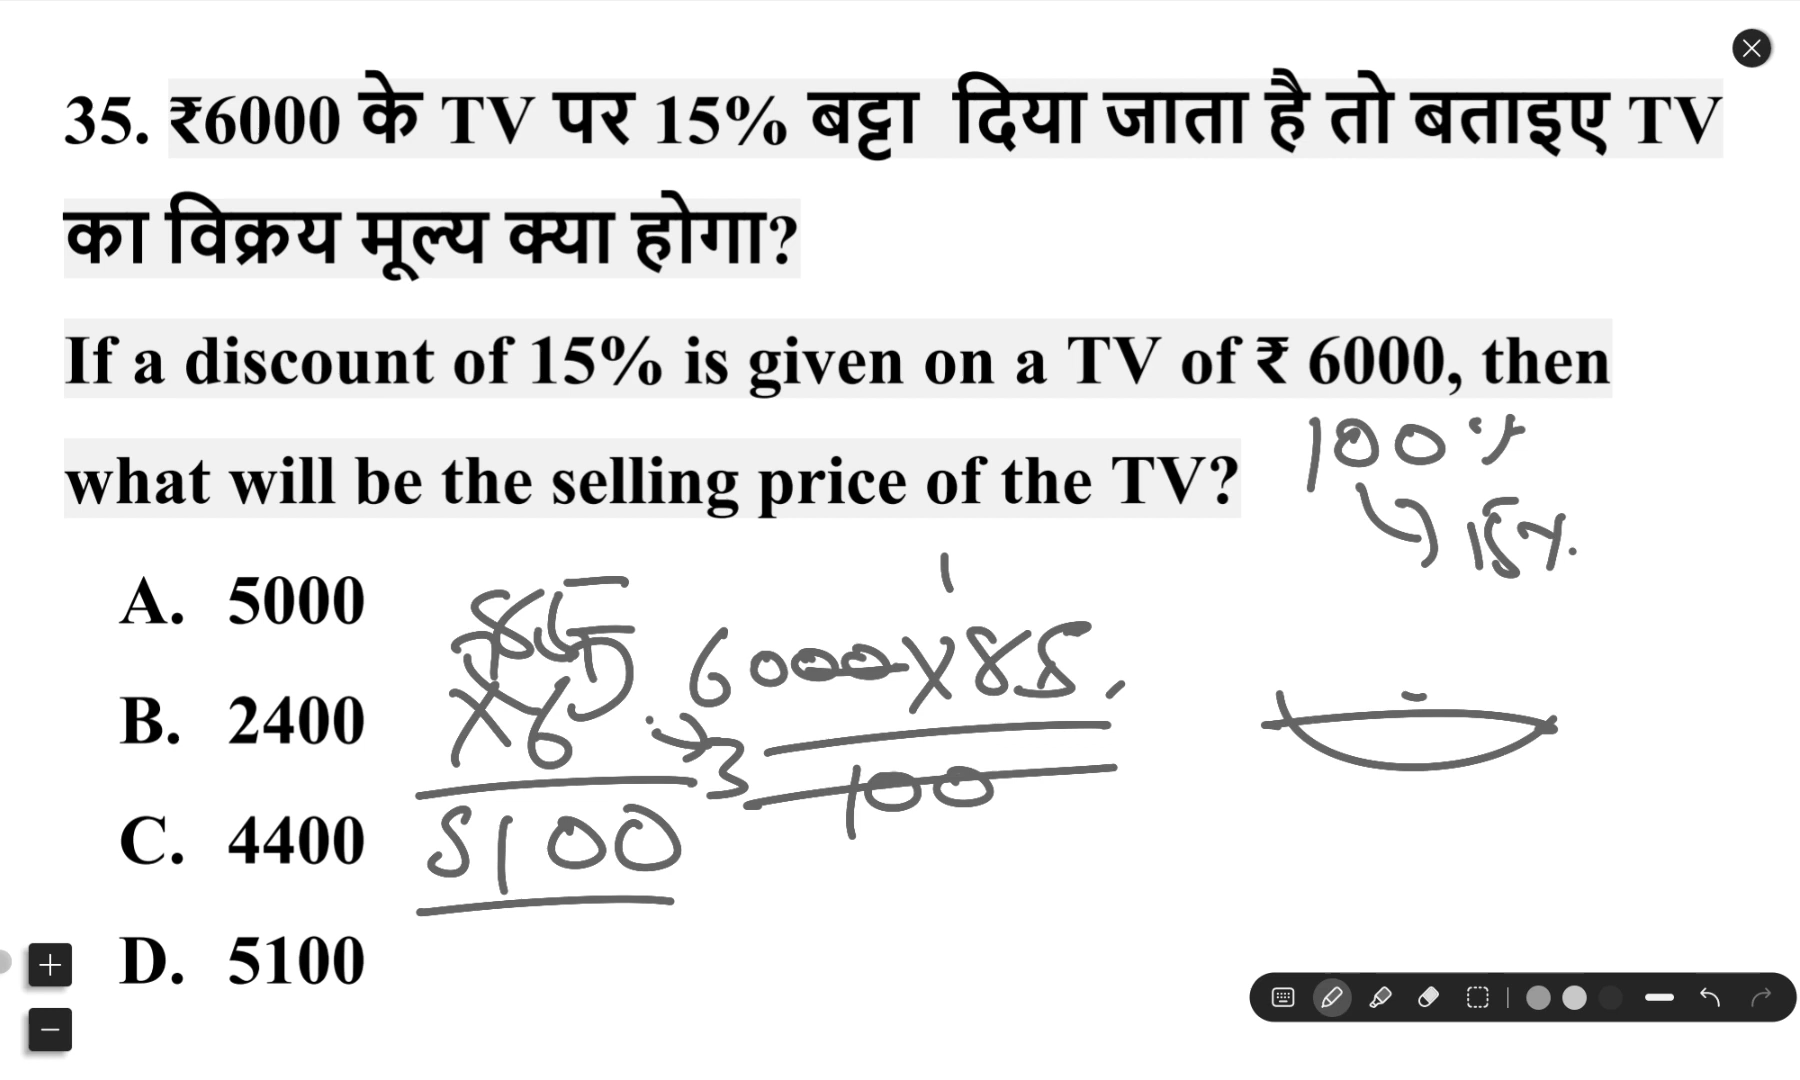 35. ₹6000 के TV पर 15% बट्टा दिया जाता है तो बताइए TV
का विक्रय मूल्य क्या होगा?
If a discount of 15% is given on a TV of ₹ 6000, then
what will be the selling price of the TV?
100%
15%.
A. 5000
85
6000×85
B. 2400
×60
3
100
C. 4400
5100
D. 5100